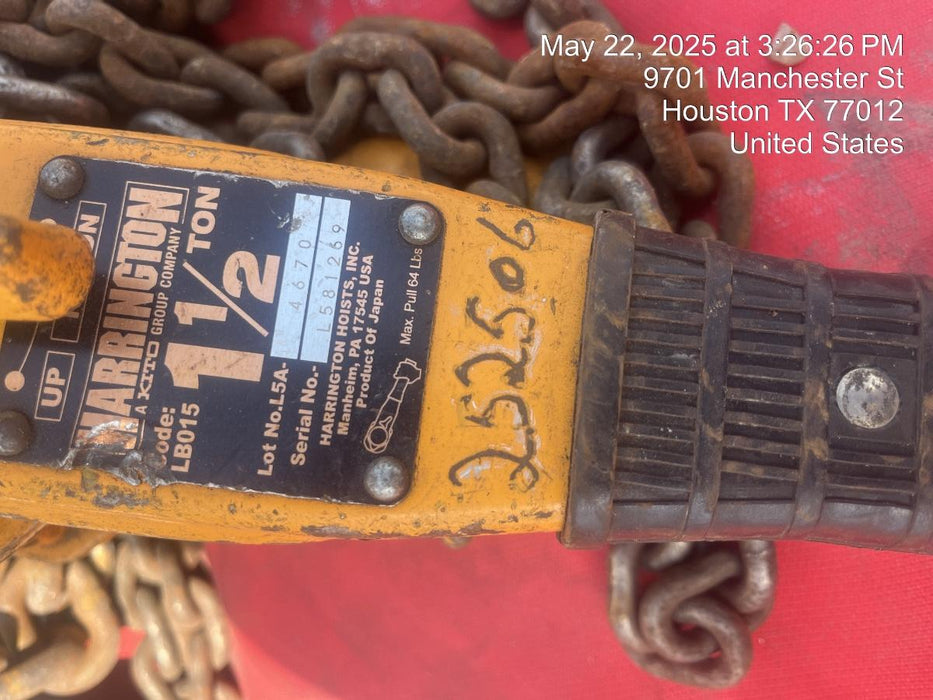 May 22, 2025 at 3:26:26 PM
9701 Manchester St
Houston TX 77012
United States
UP
HARRINGTON
A KITO GROUP COMPANY
1 1/2 TON
Code:
LB015
Lot No.L5A- 4670
Serial No.- L581269
HARRINGTON HOISTS, INC.
Manheim, PA 17545 USA
Product Of Japan
Max. Pull 64 Lbs
252506